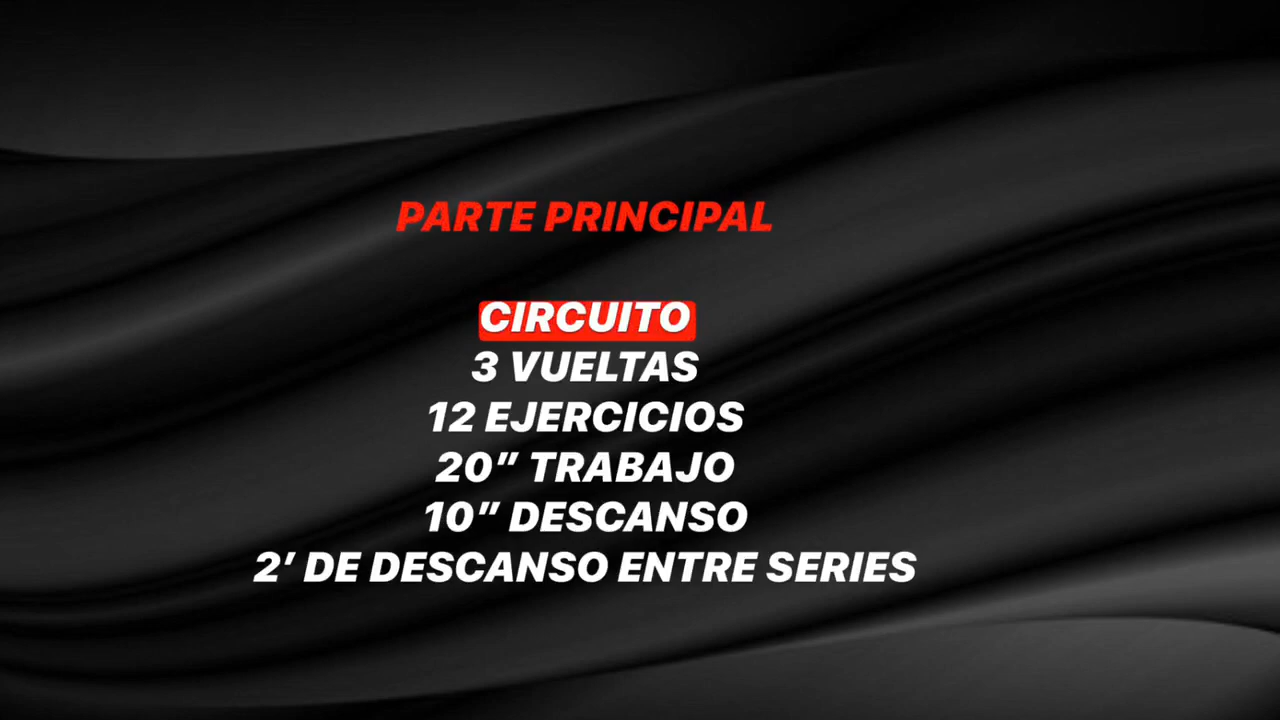 PARTE PRINCIPAL
CIRCUITO
3 VUELTAS
12 EJERCICIOS
20” TRABAJO
10” DESCANSO
2’ DE DESCANSO ENTRE SERIES